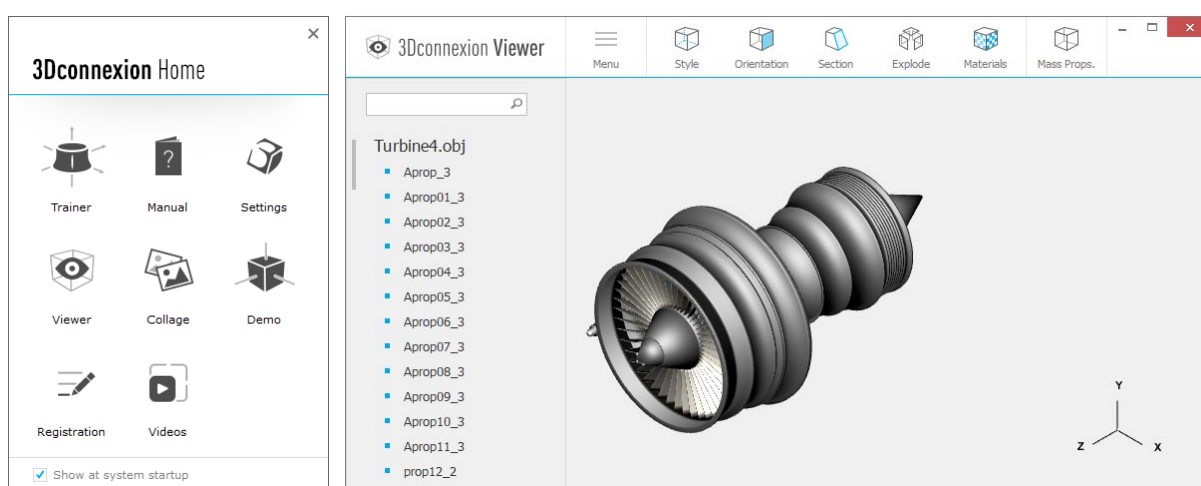 3Dconnexion Home
Trainer
Manual
Settings
Viewer
Collage
Demo
Registration
Videos
Show at system startup
3Dconnexion Viewer
Menu
Style
Orientation
Section
Explode
Materials
Mass Props.
Turbine4.obj
Aprop_3
Aprop01_3
Aprop02_3
Aprop03_3
Aprop04_3
Aprop05_3
Aprop06_3
Aprop07_3
Aprop08_3
Aprop09_3
Aprop10_3
Aprop11_3
prop12_2
Y
Z
X